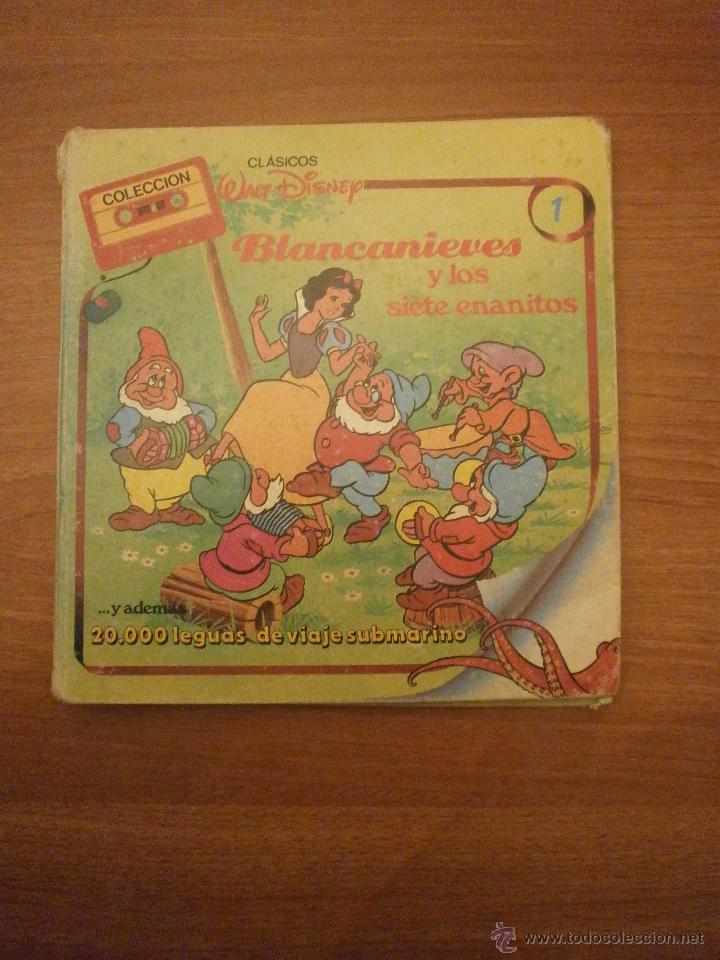 CLÁSICOS
COLECCION
WALT DISNEY
1
Blancanieves
y los
siete enanitos
...y además
20.000 leguas de viaje submarino
www.todocoleccion.net